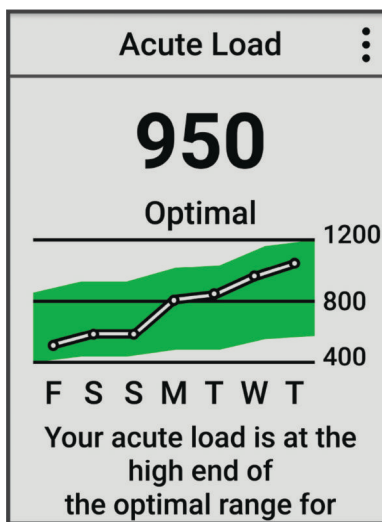 Acute Load
950
Optimal
1200
800
400
F S S M T W T
Your acute load is at the
high end of
the optimal range for